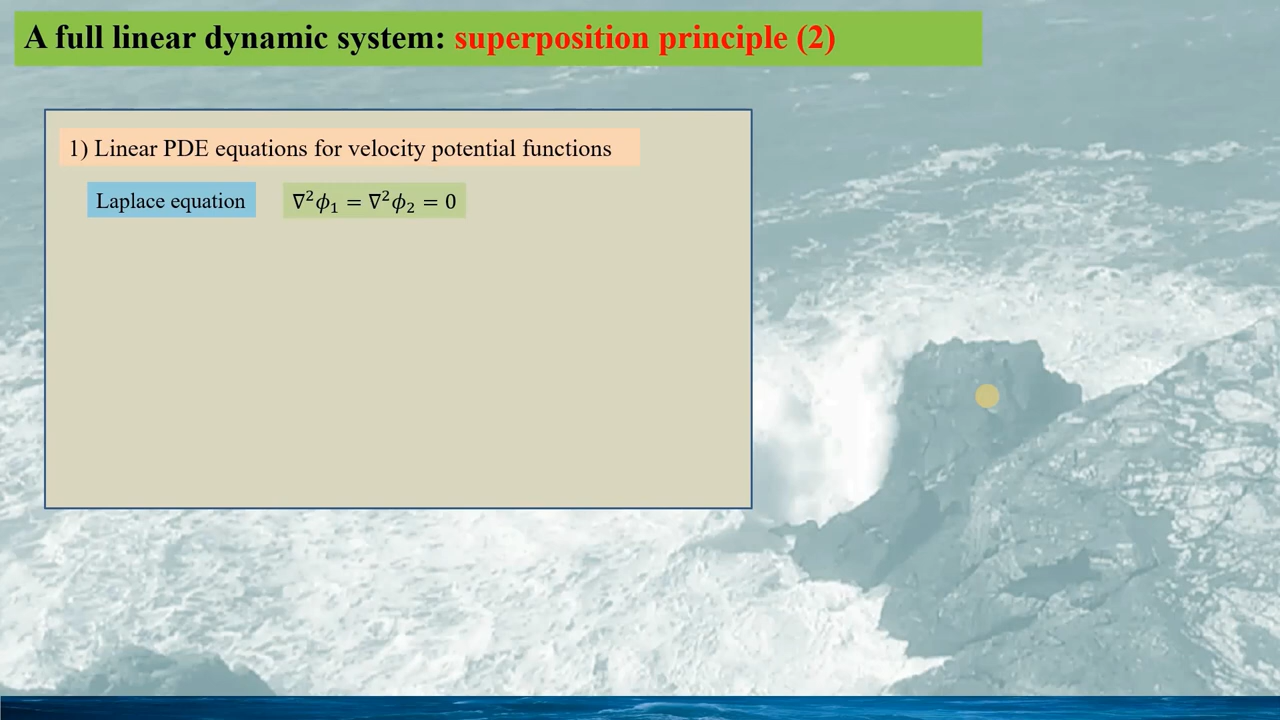 A full linear dynamic system: superposition principle (2)
1) Linear PDE equations for velocity potential functions
Laplace equation ∇²ϕ₁ = ∇²ϕ₂ = 0